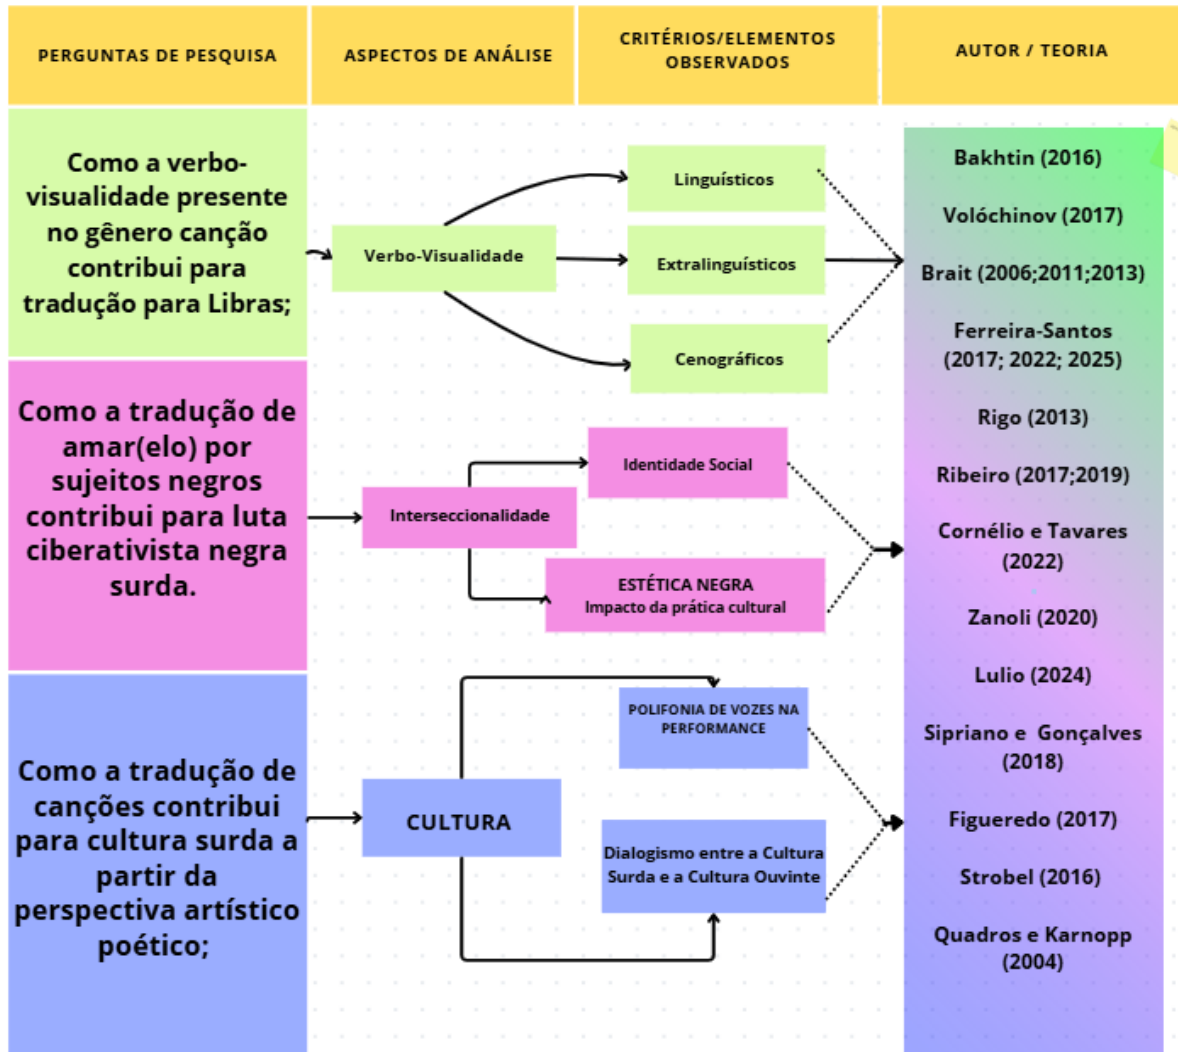 PERGUNTAS DE PESQUISA
ASPECTOS DE ANÁLISE
CRITÉRIOS/ELEMENTOS
OBSERVADOS
AUTOR / TEORIA
Como a verbo-
visualidade presente
no gênero canção
contribui para
tradução para Libras;
Verbo-Visualidade
Linguísticos
Extralinguísticos
Cenográficos
Como a tradução de
amar(elo) por
sujeitos negros
contribui para luta
ciberativista negra
surda.
Interseccionalidade
Identidade Social
ESTÉTICA NEGRA
Impacto da prática cultural
Como a tradução de
canções contribui
para cultura surda a
partir da
perspectiva artístico
poético;
CULTURA
POLIFONIA DE VOZES NA
PERFORMANCE
Dialogismo entre a Cultura
Surda e a Cultura Ouvinte
Bakhtin (2016)
Volóchinov (2017)
Brait (2006;2011;2013)
Ferreira-Santos
(2017; 2022; 2025)
Rigo (2013)
Ribeiro (2017;2019)
Cornélio e Tavares
(2022)
Zanoli (2020)
Lulio (2024)
Sipriano e Gonçalves
(2018)
Figueredo (2017)
Strobel (2016)
Quadros e Karnopp
(2004)